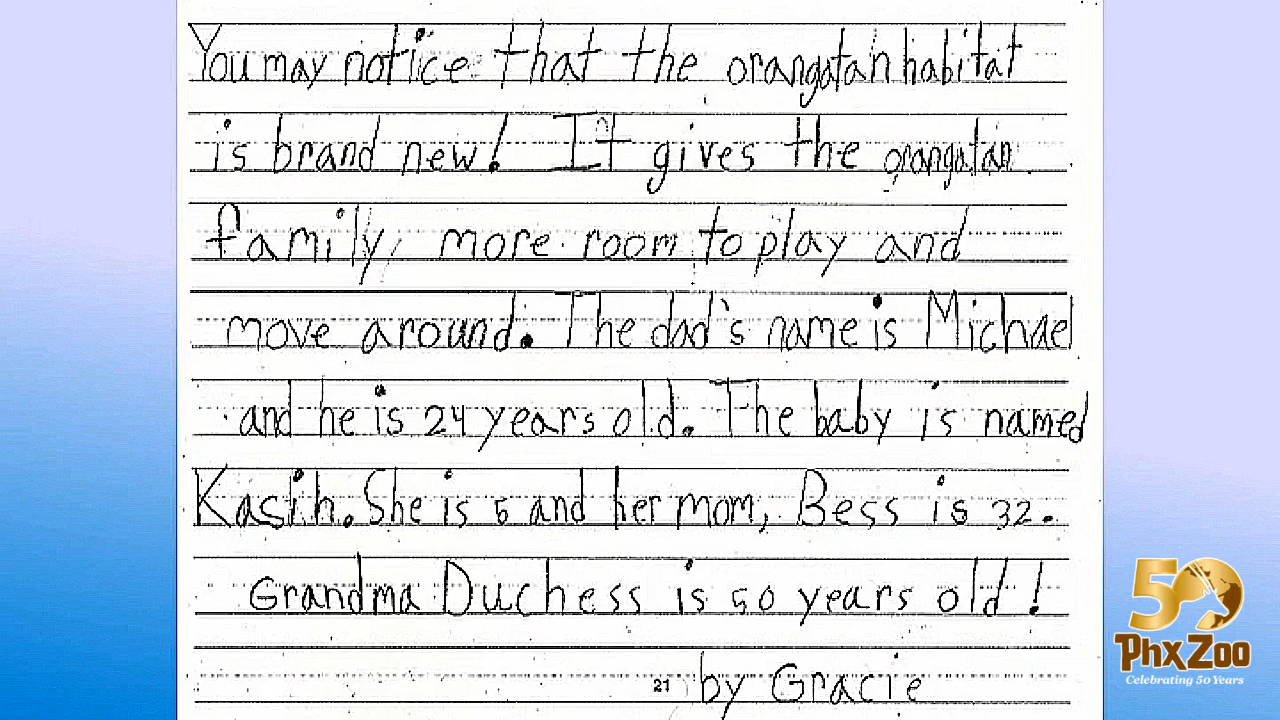 You may notice that the orangatan habitat
is brand new! It gives the orangatan
family, more room to play and
move around. The dad's name is Michael
and he is 24 years old. The baby is named
Kasih. She is 5 and her mom, Bess is 32.
Grandma Duchess is 50 years old!
21 by Gracie
50
PhxZoo
Celebrating 50 Years